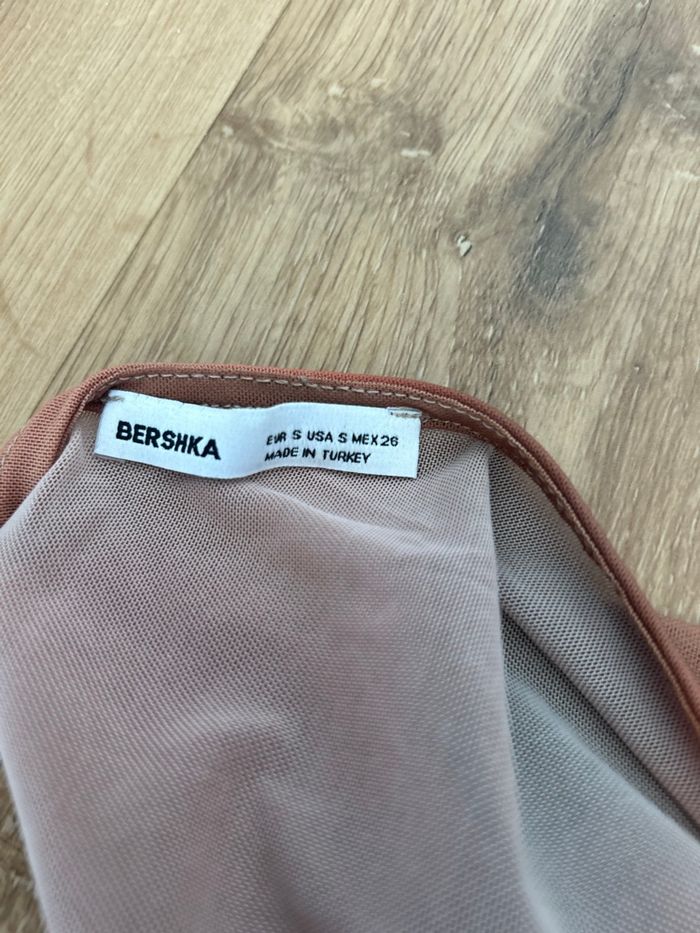 BERSHKA
EUR S USA S MEX 26
MADE IN TURKEY